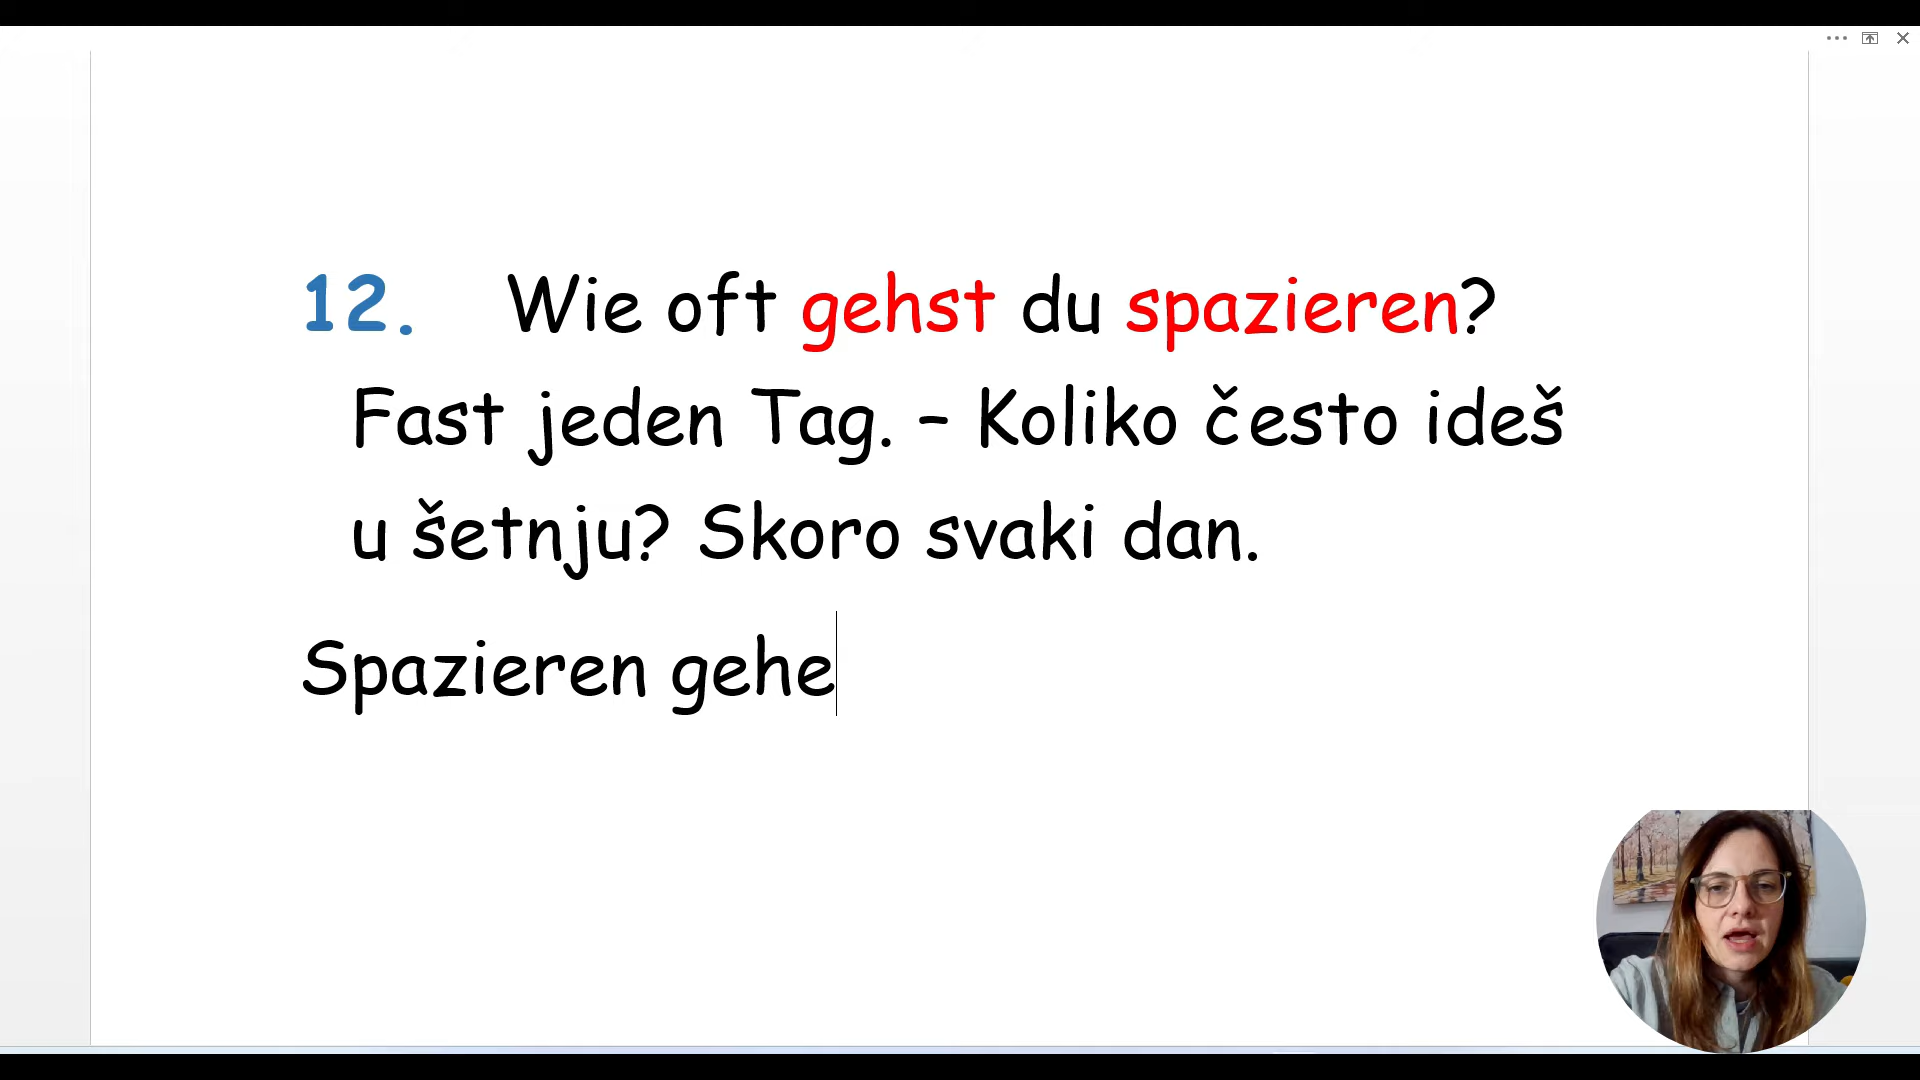 12. Wie oft gehst du spazieren?
Fast jeden Tag. – Koliko često ideš
u šetnju? Skoro svaki dan.
Spazieren gehe